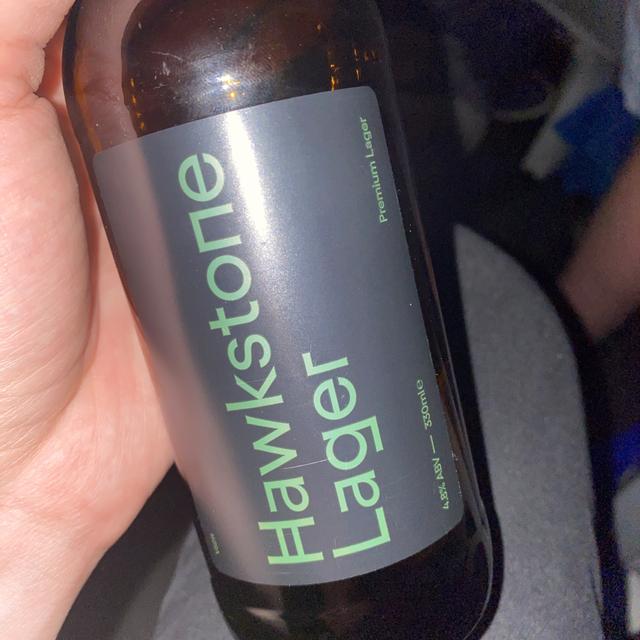 Hawkstone
Lager
Premium Lager
4.8% ABV — 330ml℮